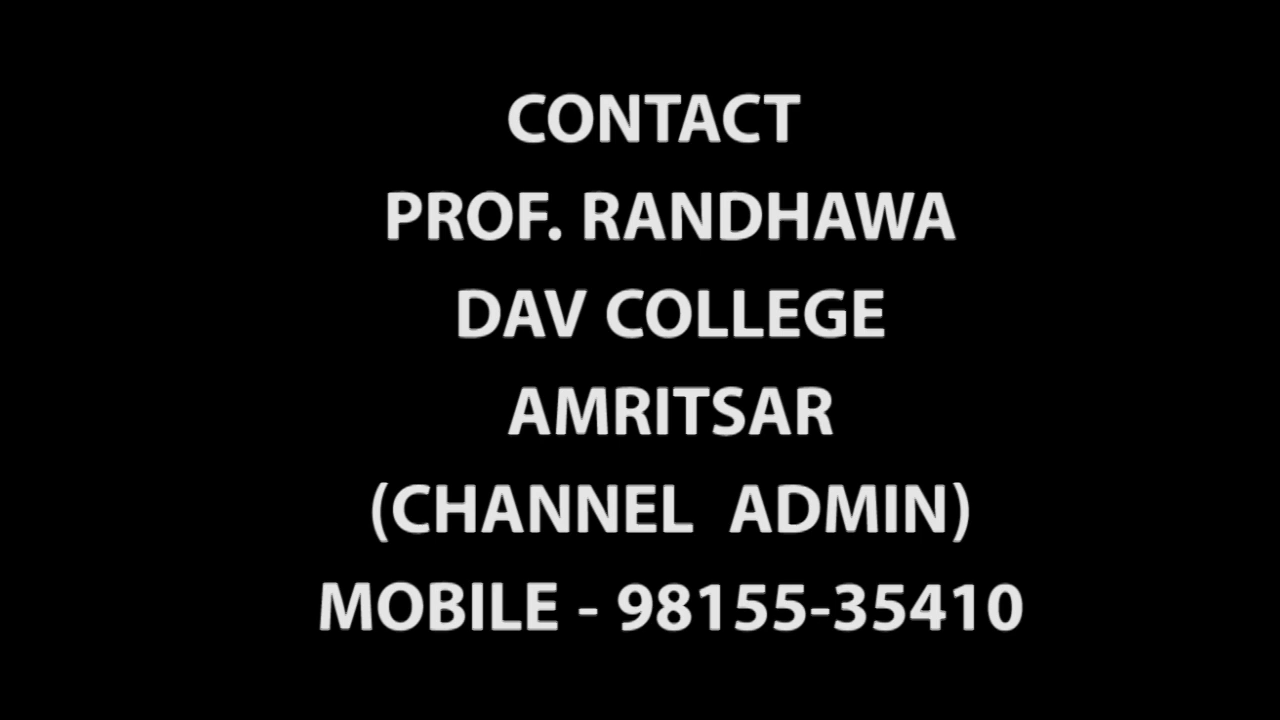 CONTACT
PROF. RANDHAWA
DAV COLLEGE
AMRITSAR
(CHANNEL ADMIN)
MOBILE - 98155-35410